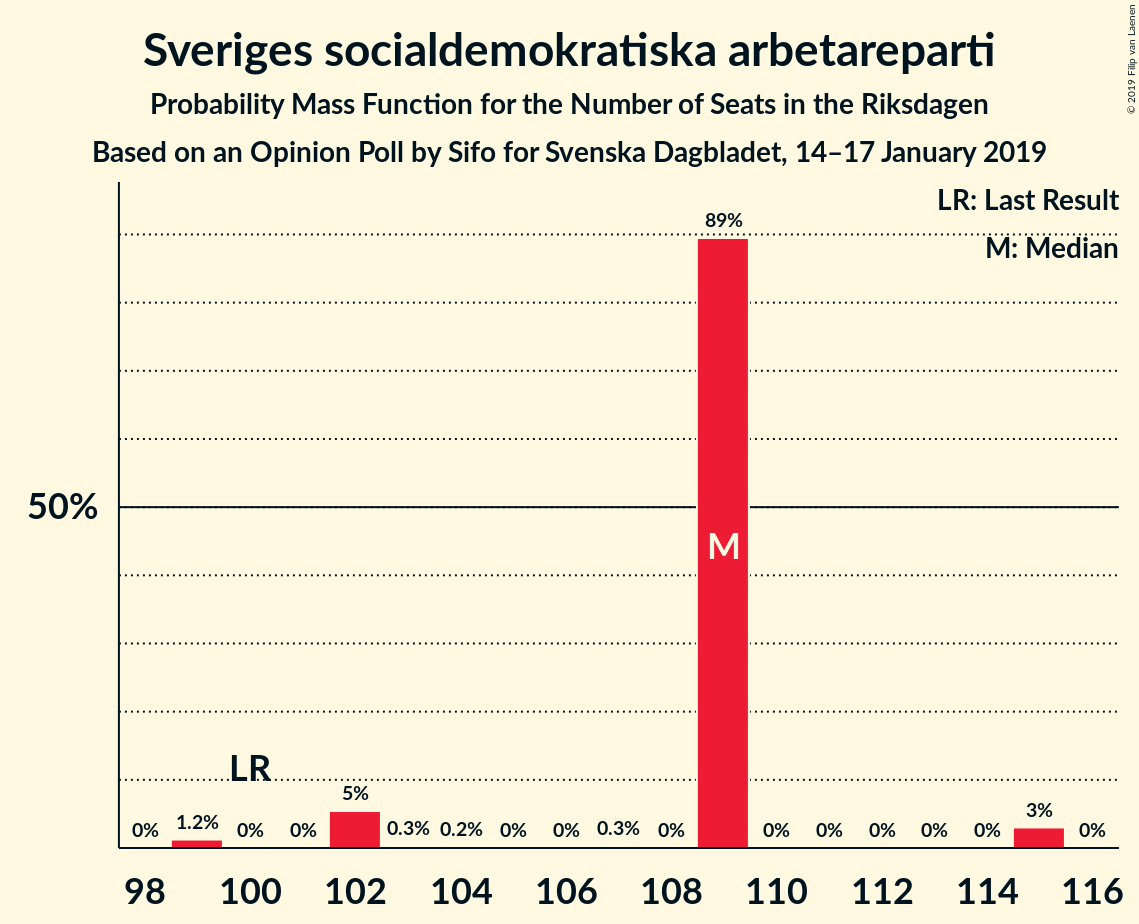 Sveriges socialdemokratiska arbetareparti
Probability Mass Function for the Number of Seats in the Riksdagen
Based on an Opinion Poll by Sifo for Svenska Dagbladet, 14–17 January 2019
© 2019 Filip van Laenen
LR: Last Result
M: Median
89%
50%
M
LR
0% 1.2% 0% 0% 5% 0.3% 0.2% 0% 0% 0.3% 0% 0% 0% 0% 0% 0% 3% 0%
98 100 102 104 106 108 110 112 114 116